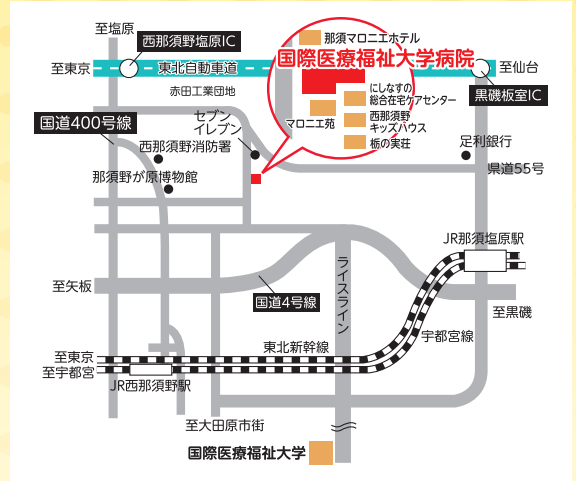 至塩原
西那須野塩原IC
那須マロニエホテル
国際医療福祉大学病院
至東京
東北自動車道
至仙台
赤田工業団地
黒磯板室IC
にしなすの
総合在宅ケアセンター
マロニエ苑
西那須野
キッズハウス
栃の実荘
国道400号線
セブン
イレブン
西那須野消防署
足利銀行
那須野が原博物館
県道55号
JR那須塩原駅
ライスライン
至矢板
国道4号線
至黒磯
宇都宮線
東北新幹線
至東京
至宇都宮
JR西那須野駅
至大田原市街
国際医療福祉大学